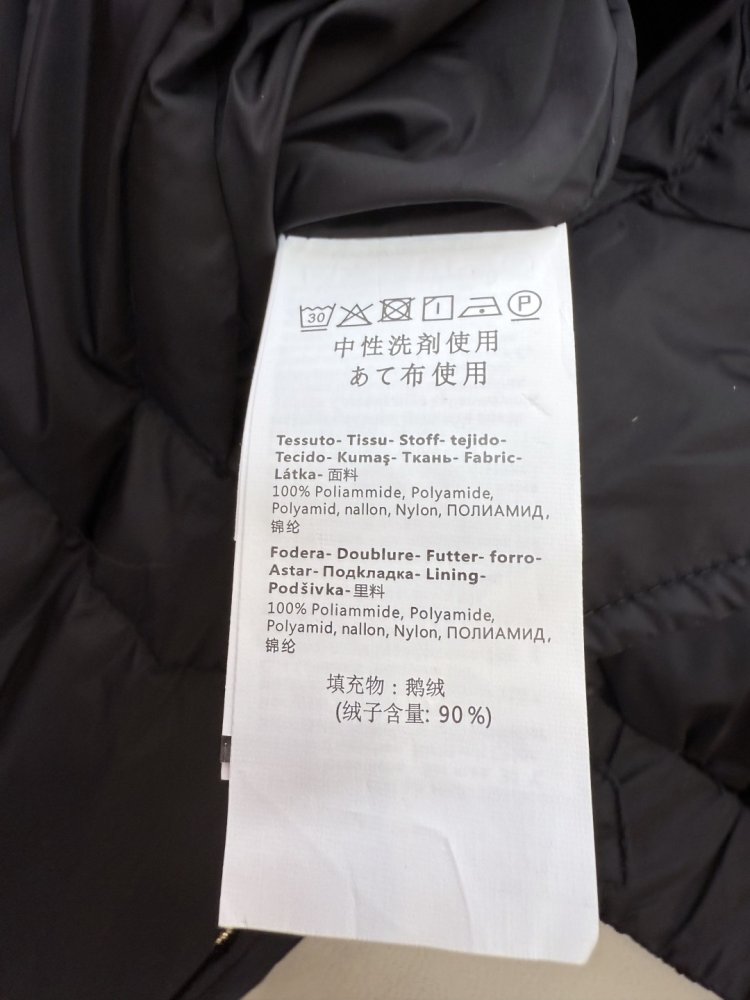 30 P
中性洗剤使用
あて布使用
Tessuto- Tissu- Stoff- tejido-
Tecido- Kumaş- Ткань- Fabric-
Látka- 面料
100% Poliammide, Polyamide,
Polyamid, nallon, Nylon, ПОЛИАМИД,
锦纶
Fodera- Doublure- Futter- forro-
Astar- Подкладка- Lining-
Podšivka- 里料
100% Poliammide, Polyamide,
Polyamid, nallon, Nylon, ПОЛИАМИД,
锦纶
填充物：鹅绒
(绒子含量: 90%)